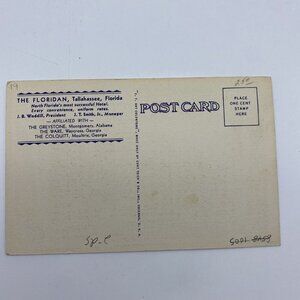 THE FLORIDAN, Tallahassee, Florida
North Florida's most successful Hotel.
Every convenience, uniform rates.
J. B. Waddill, President J. T. Smith, Jr., Manager
— AFFILIATED WITH —
THE GREYSTONE, Montgomery, Alabama
THE WARE, Waycross, Georgia
THE COLQUITT, Moultrie, Georgia
POST CARD
PLACE
ONE CENT
STAMP
HERE